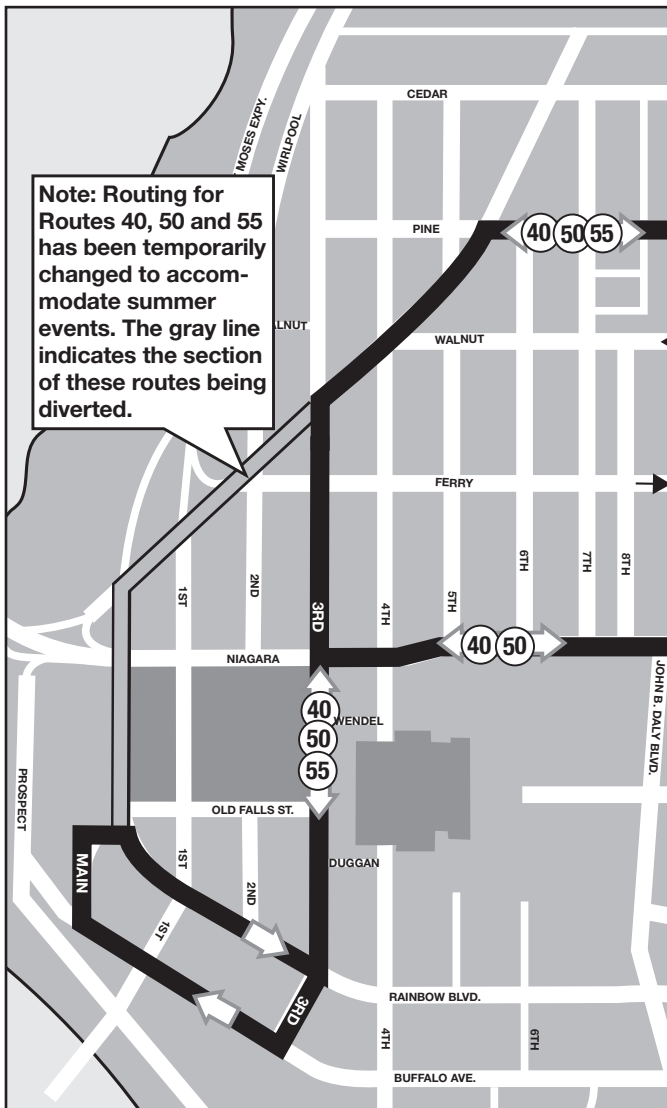 CEDAR
MOSES EXPY.
WIRLPOOL
Note: Routing for
Routes 40, 50 and 55
has been temporarily
changed to accom-
modate summer
events. The gray line
indicates the section
of these routes being
diverted.
PINE
40 50 55
ALNUT
WALNUT
FERRY
1ST
2ND
3RD
4TH
5TH
6TH
7TH
8TH
NIAGARA
40 50
40
50
55
WENDEL
JOHN B. DALY BLVD.
PROSPECT
OLD FALLS ST.
MAIN
1ST
2ND
DUGGAN
1ST
3RD
RAINBOW BLVD.
4TH
6TH
BUFFALO AVE.